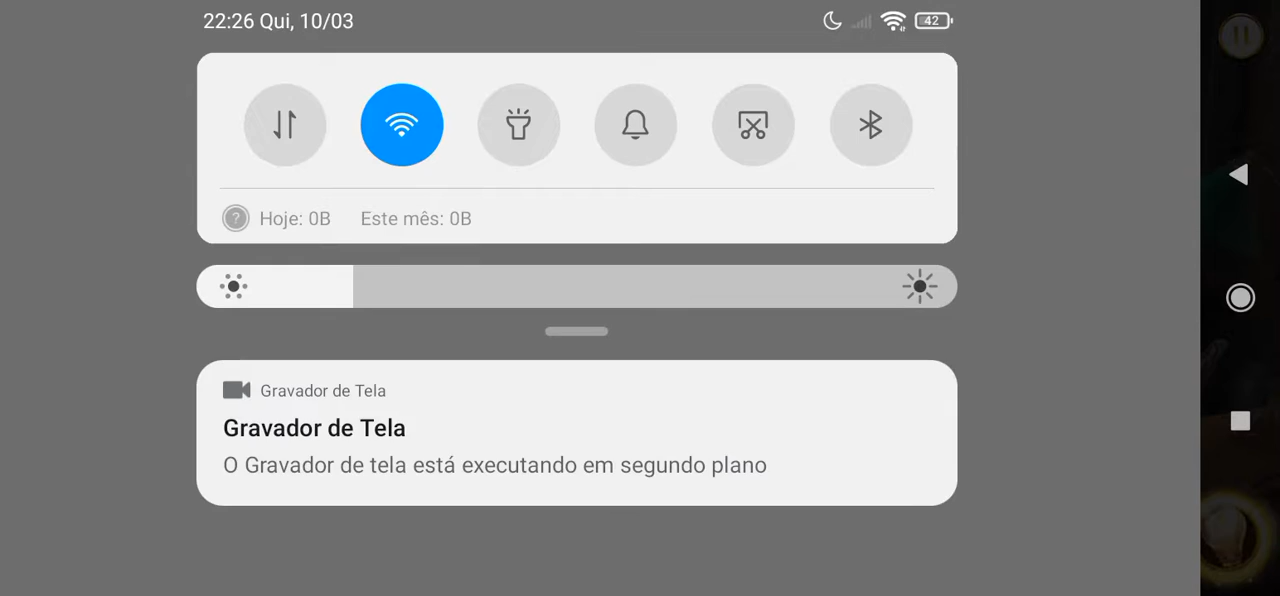 22:26 Qui, 10/03
42
Hoje: 0B Este mês: 0B
Gravador de Tela
Gravador de Tela
O Gravador de tela está executando em segundo plano